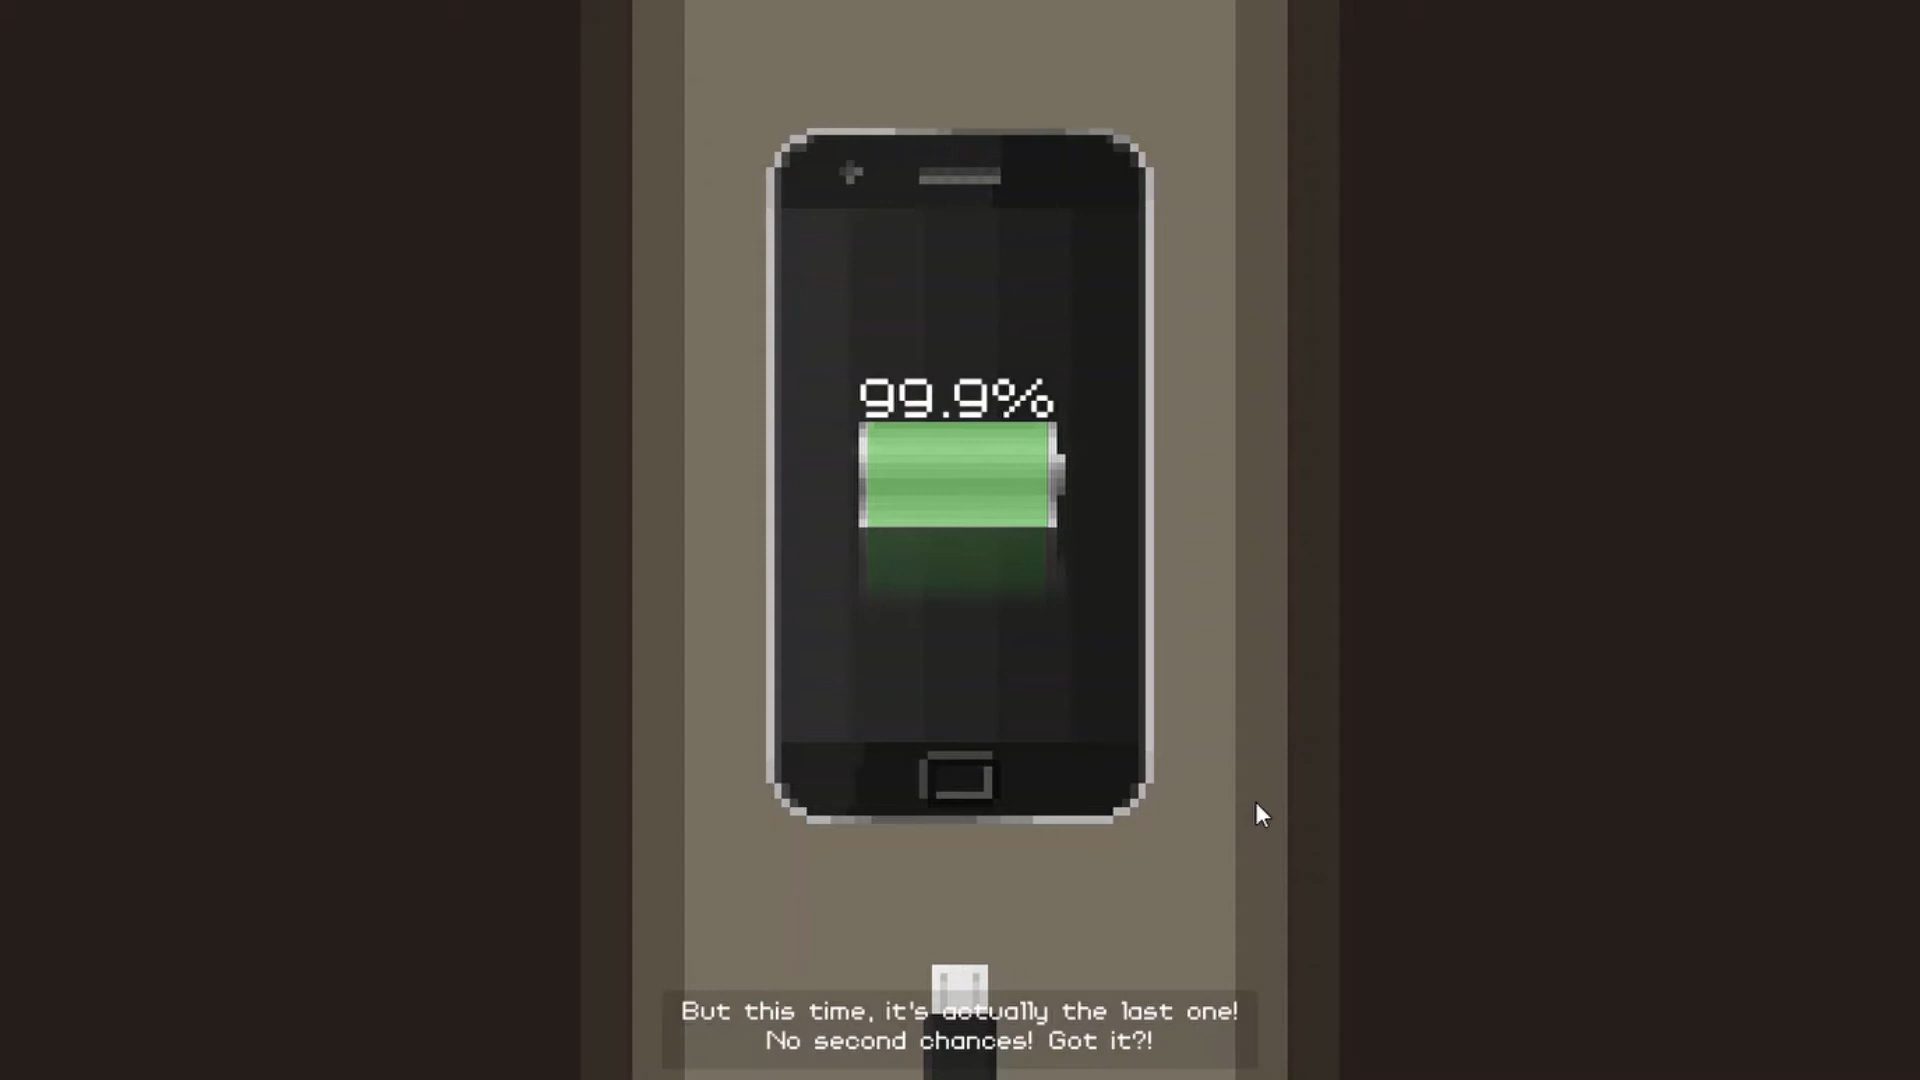 99.9%
But this time, it's actually the last one!
No second chances! Got it?!